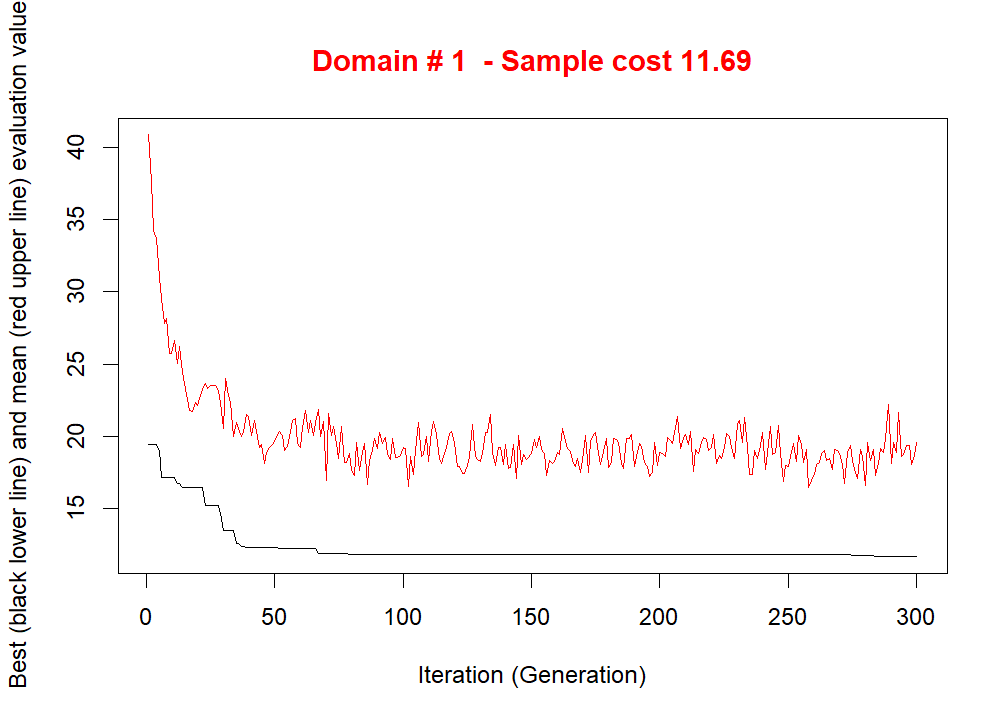 Domain # 1  - Sample cost 11.69
Best (black lower line) and mean (red upper line) evaluation value
40
35
30
25
20
15
0 50 100 150 200 250 300
Iteration (Generation)